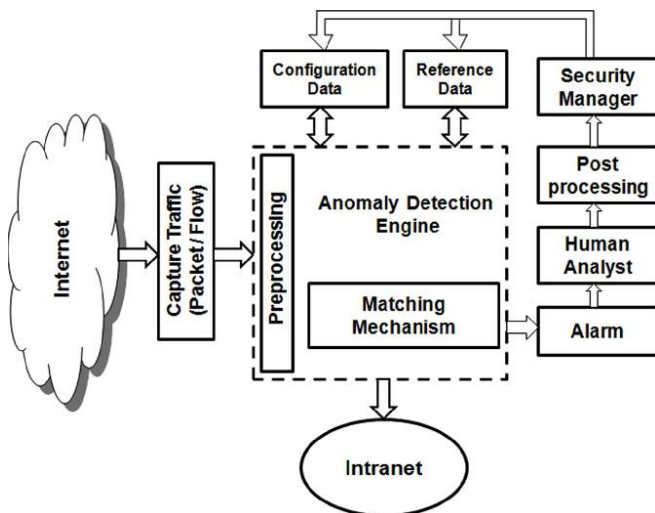 Configuration
Data
Reference
Data
Security
Manager
Post
processing
Human
Analyst
Alarm
Internet
Capture Traffic
(Packet/ Flow)
Preprocessing
Anomaly Detection
Engine
Matching
Mechanism
Intranet